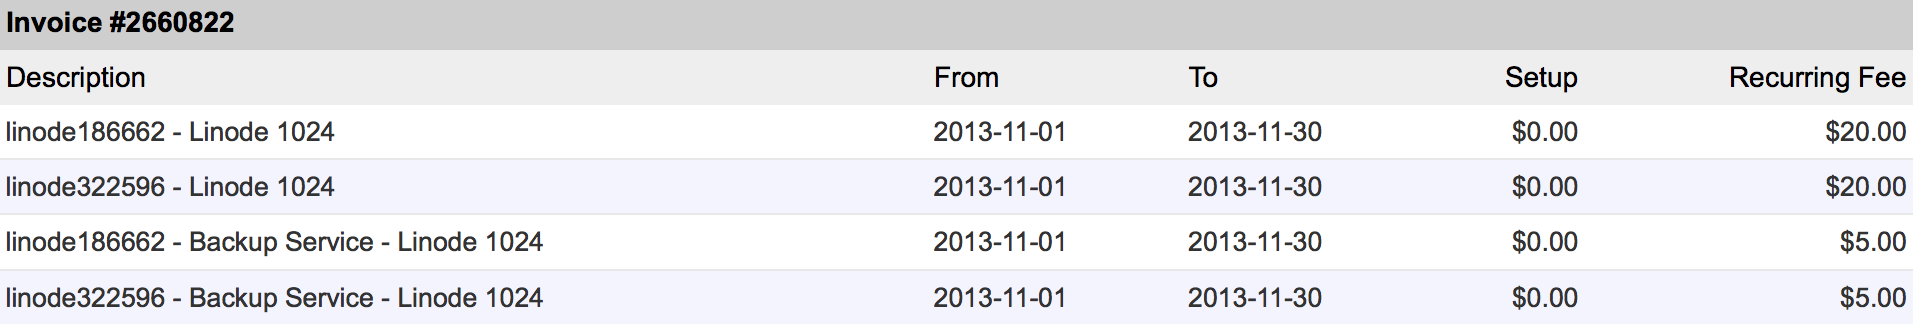 Invoice #2660822
Description From To Setup Recurring Fee
linode186662 - Linode 1024 2013-11-01 2013-11-30 $0.00 $20.00
linode322596 - Linode 1024 2013-11-01 2013-11-30 $0.00 $20.00
linode186662 - Backup Service - Linode 1024 2013-11-01 2013-11-30 $0.00 $5.00
linode322596 - Backup Service - Linode 1024 2013-11-01 2013-11-30 $0.00 $5.00